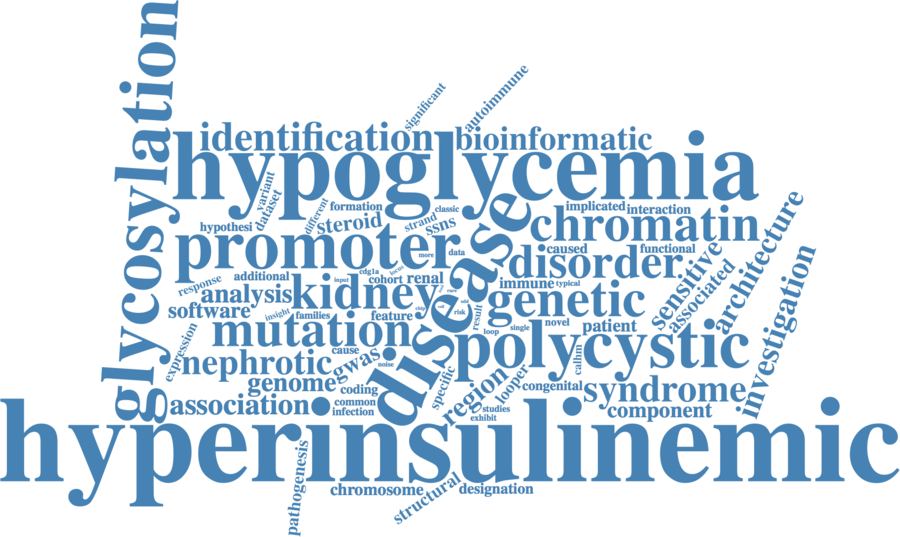 glycosylation
significant
autoimmune
identification
bioinformatic
hypoglycemia
variant
dataset
different
formation
classic
implicated
interaction
hypothesi
steroid
strand
ssns
chromatin
promoter
more
data
disease
caused
functional
disorder
sensitive
associated
architecture
investigation
response
additional
input
cdg1a
locus
cohort
renal
immune
typical
analysis
kidney
genetic
software
insight
families
feature
risk
result
loop
single
novel
patient
mutation
expression
cause
gwas
noise
polycystic
callnm
nephrotic
genome
coding
specific
region
looper
congenital
syndrome
association
common
infection
studies
exhibit
component
hyperinsulinemic
pathogenesis
chromosome
structural
designation